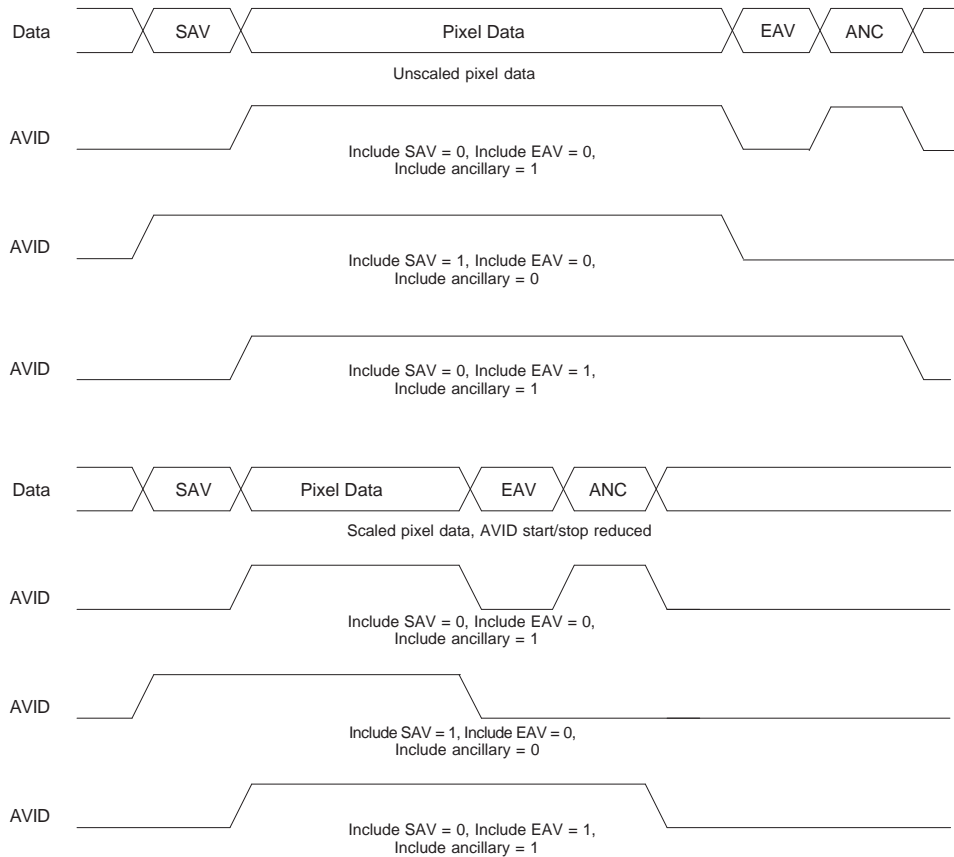 Data SAV Pixel Data EAV ANC
Unscaled pixel data
AVID
Include SAV = 0, Include EAV = 0,
Include ancillary = 1
AVID
Include SAV = 1, Include EAV = 0,
Include ancillary = 0
AVID
Include SAV = 0, Include EAV = 1,
Include ancillary = 1
Data SAV Pixel Data EAV ANC
Scaled pixel data, AVID start/stop reduced
AVID
Include SAV = 0, Include EAV = 0,
Include ancillary = 1
AVID
Include SAV = 1, Include EAV = 0,
Include ancillary = 0
AVID
Include SAV = 0, Include EAV = 1,
Include ancillary = 1